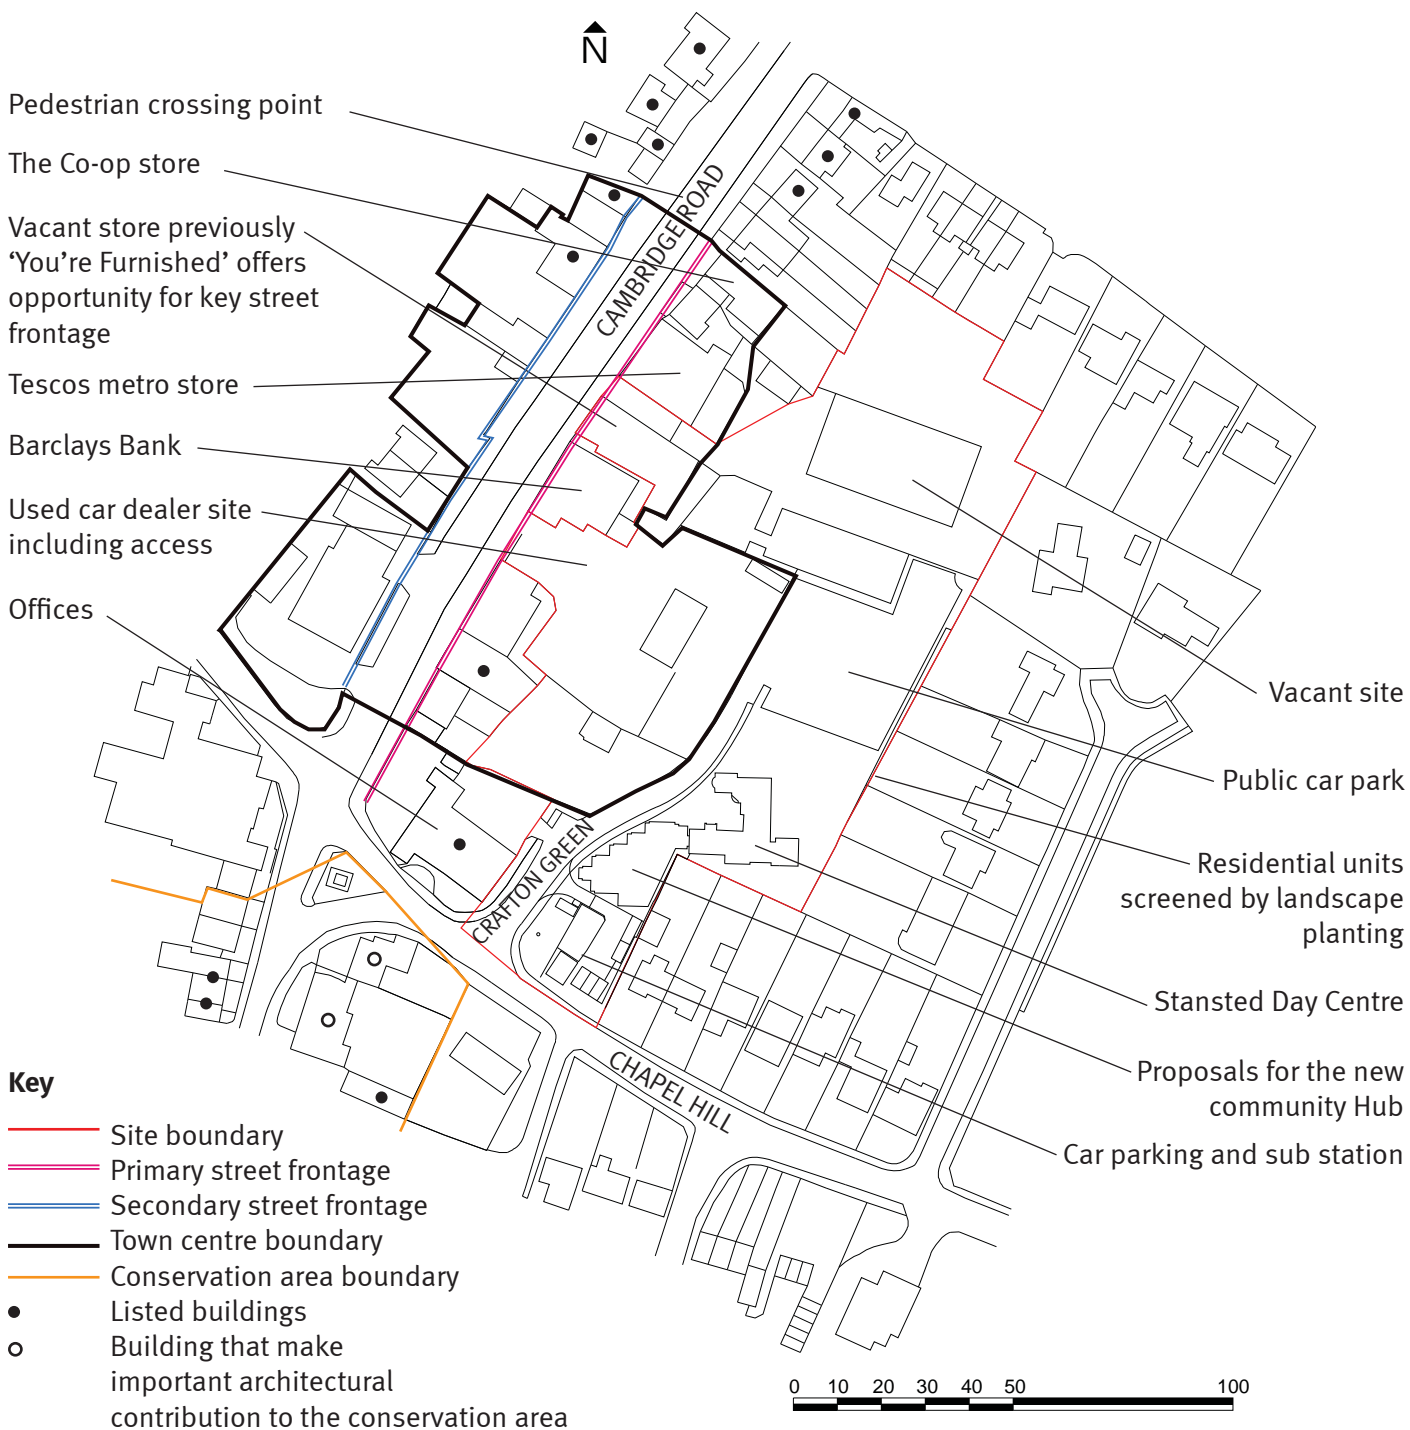 N
Pedestrian crossing point
The Co-op store
Vacant store previously
‘You’re Furnished’ offers
opportunity for key street
frontage
Tescos metro store
Barclays Bank
Used car dealer site
including access
Offices
CAMBRIDGE ROAD
CRAFTON GREEN
CHAPEL HILL
Vacant site
Public car park
Residential units
screened by landscape
planting
Stansted Day Centre
Proposals for the new
community Hub
Car parking and sub station
Key
Site boundary
Primary street frontage
Secondary street frontage
Town centre boundary
Conservation area boundary
Listed buildings
Building that make
important architectural
contribution to the conservation area
0 10 20 30 40 50 100